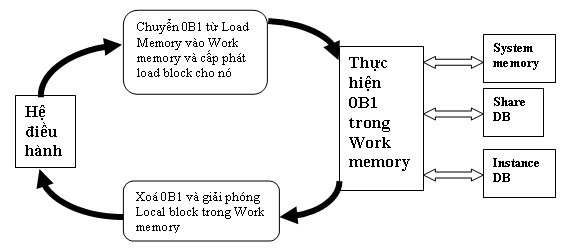 Chuyển 0B1 từ Load
Memory vào Work
memory và cấp phát
load block cho nó
Hệ
điều
hành
Thực
hiện
0B1
trong
Work
memory
System
memory
Share
DB
Instance
DB
Xoá 0B1 và giải phóng
Local block trong Work
memory